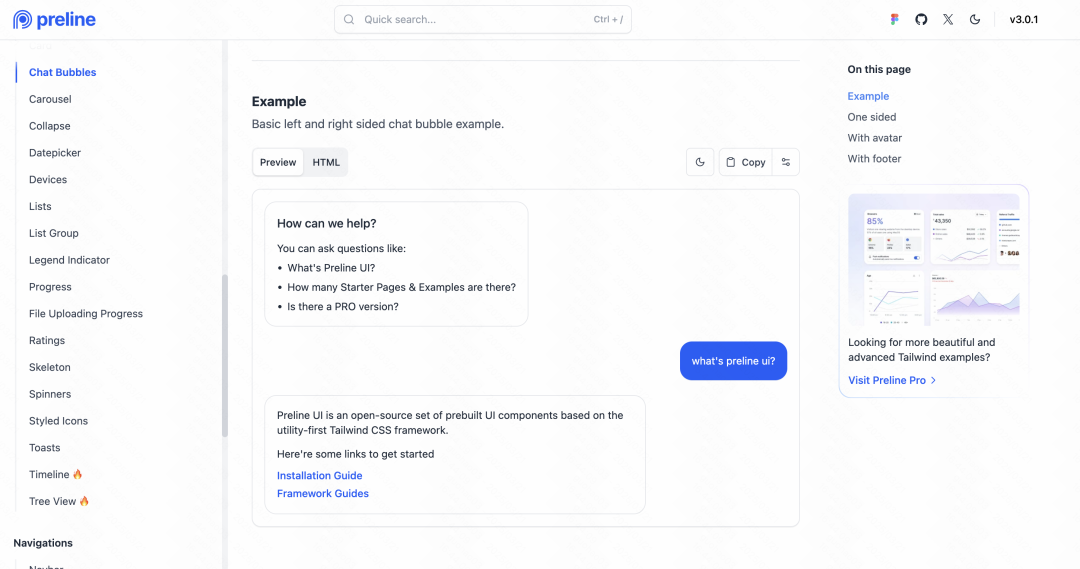 preline
Quick search...
Ctrl + /
v3.0.1
Chat Bubbles
Carousel
Collapse
Datepicker
Devices
Lists
List Group
Legend Indicator
Progress
File Uploading Progress
Ratings
Skeleton
Spinners
Styled Icons
Toasts
Timeline 🔥
Tree View 🔥
Navigations
Navbar
Example
Basic left and right sided chat bubble example.
Preview
HTML
Copy
How can we help?
You can ask questions like:
• What's Preline UI?
• How many Starter Pages & Examples are there?
• Is there a PRO version?
what's preline ui?
Preline UI is an open-source set of prebuilt UI components based on the
utility-first Tailwind CSS framework.
Here're some links to get started
Installation Guide
Framework Guides
On this page
Example
One sided
With avatar
With footer
85%
43,350
Looking for more beautiful and
advanced Tailwind examples?
Visit Preline Pro >